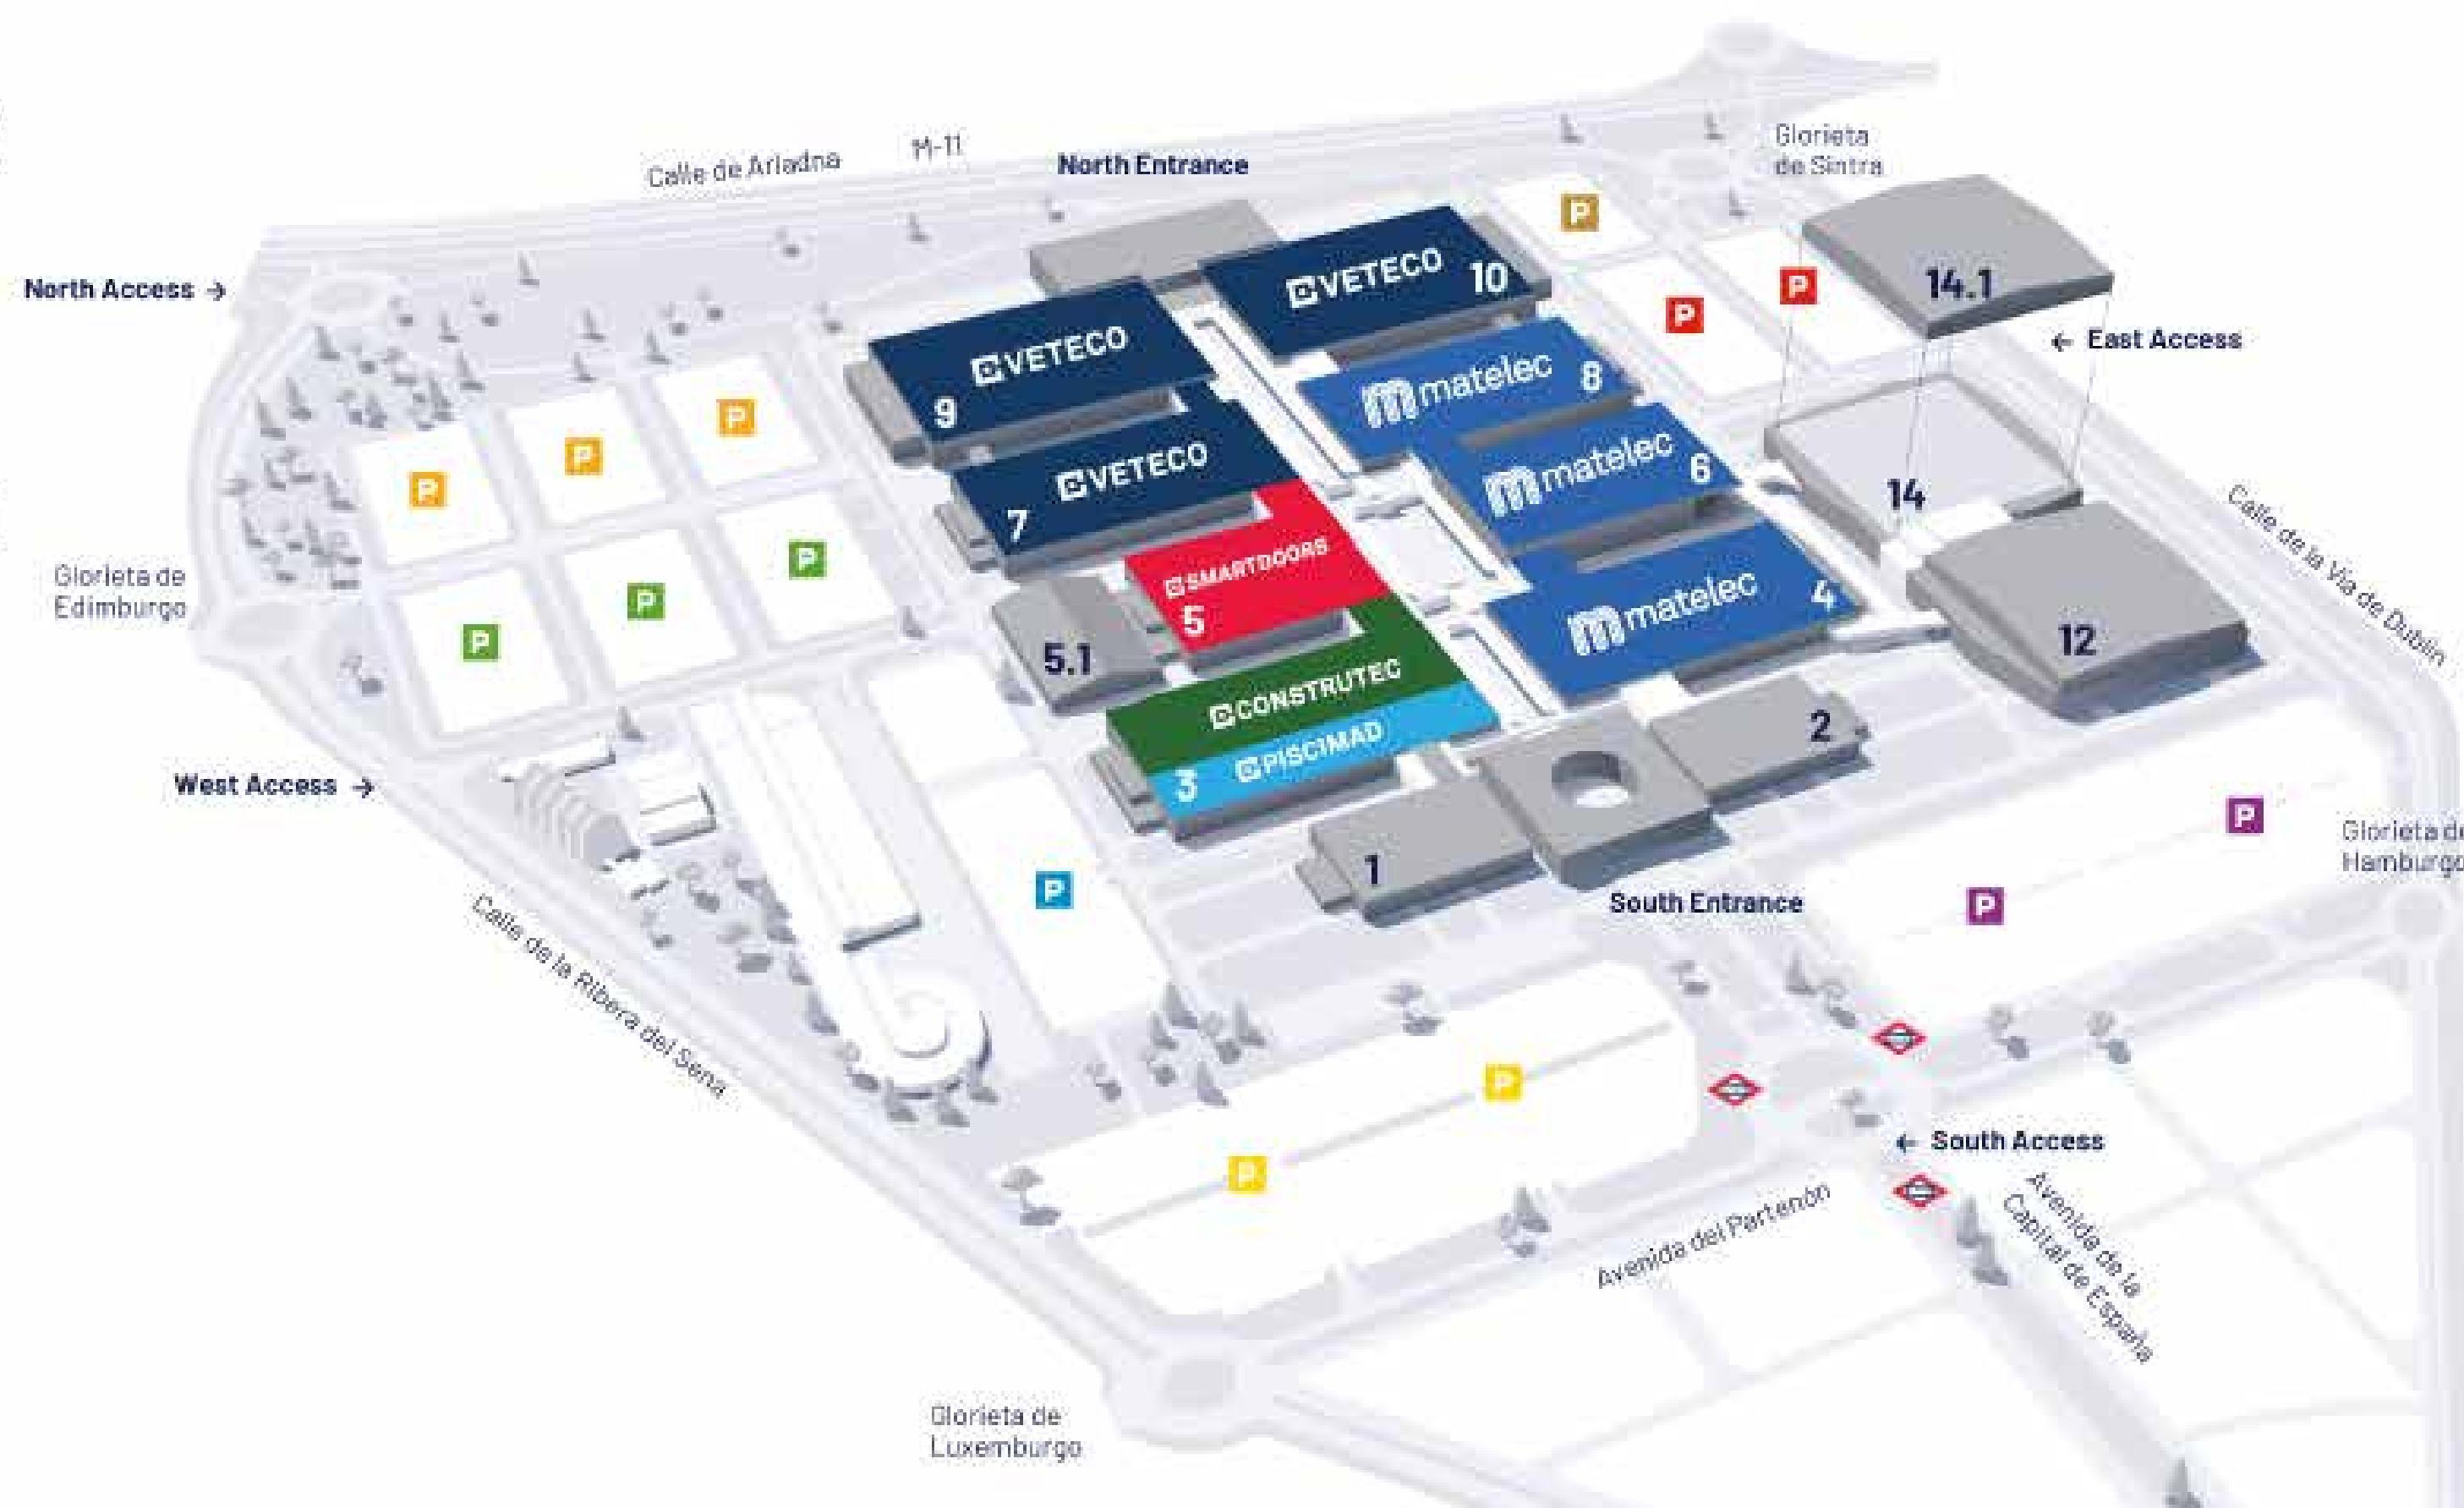 Calle de Ariadna
M-11
North Entrance
Glorieta
de Sintra
P
North Access →
VETECO
10
P
P
14.1
← East Access
VETECO
9
matelec
8
P
P
P
VETECO
7
matelec
6
14
Calle de la Vía de Dublín
Glorieta de
Edimburgo
P
P
P
SMARTDOORS
5
5.1
matelec
4
12
CONSTRUTEC
PISCIMAD
3
2
West Access →
1
P
Glorieta de
Hamburgo
P
South Entrance
P
Calle de la Ribera del Sena
P
P
← South Access
Avenida del Partenón
Avenida de la
Capital de España
Glorieta de
Luxemburgo